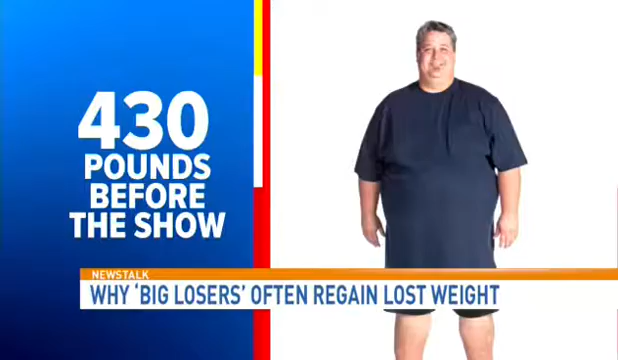 430
POUNDS
BEFORE
THE SHOW
NEWSTALK
WHY ‘BIG LOSERS’ OFTEN REGAIN LOST WEIGHT